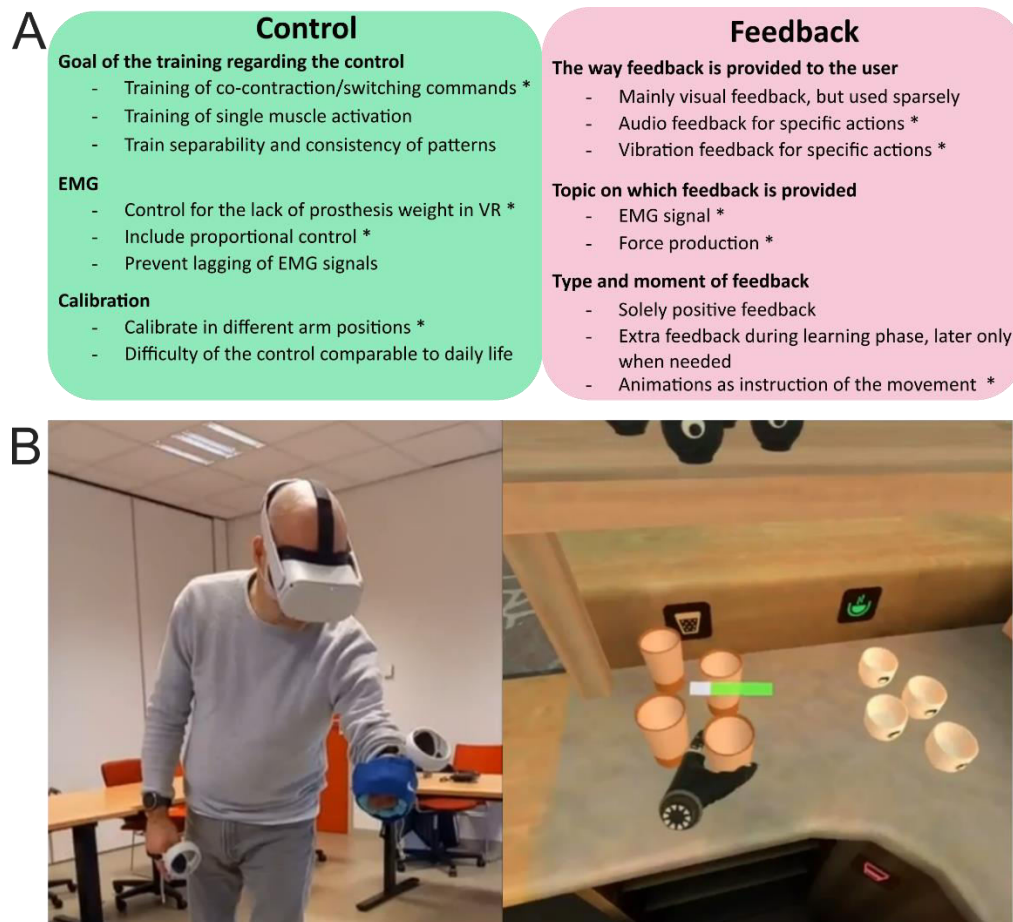 A
Control
Goal of the training regarding the control
- Training of co-contraction/switching commands *
- Training of single muscle activation
- Train separability and consistency of patterns
EMG
- Control for the lack of prosthesis weight in VR *
- Include proportional control *
- Prevent lagging of EMG signals
Calibration
- Calibrate in different arm positions *
- Difficulty of the control comparable to daily life
Feedback
The way feedback is provided to the user
- Mainly visual feedback, but used sparsely
- Audio feedback for specific actions *
- Vibration feedback for specific actions *
Topic on which feedback is provided
- EMG signal *
- Force production *
Type and moment of feedback
- Solely positive feedback
- Extra feedback during learning phase, later only
when needed
- Animations as instruction of the movement *
B